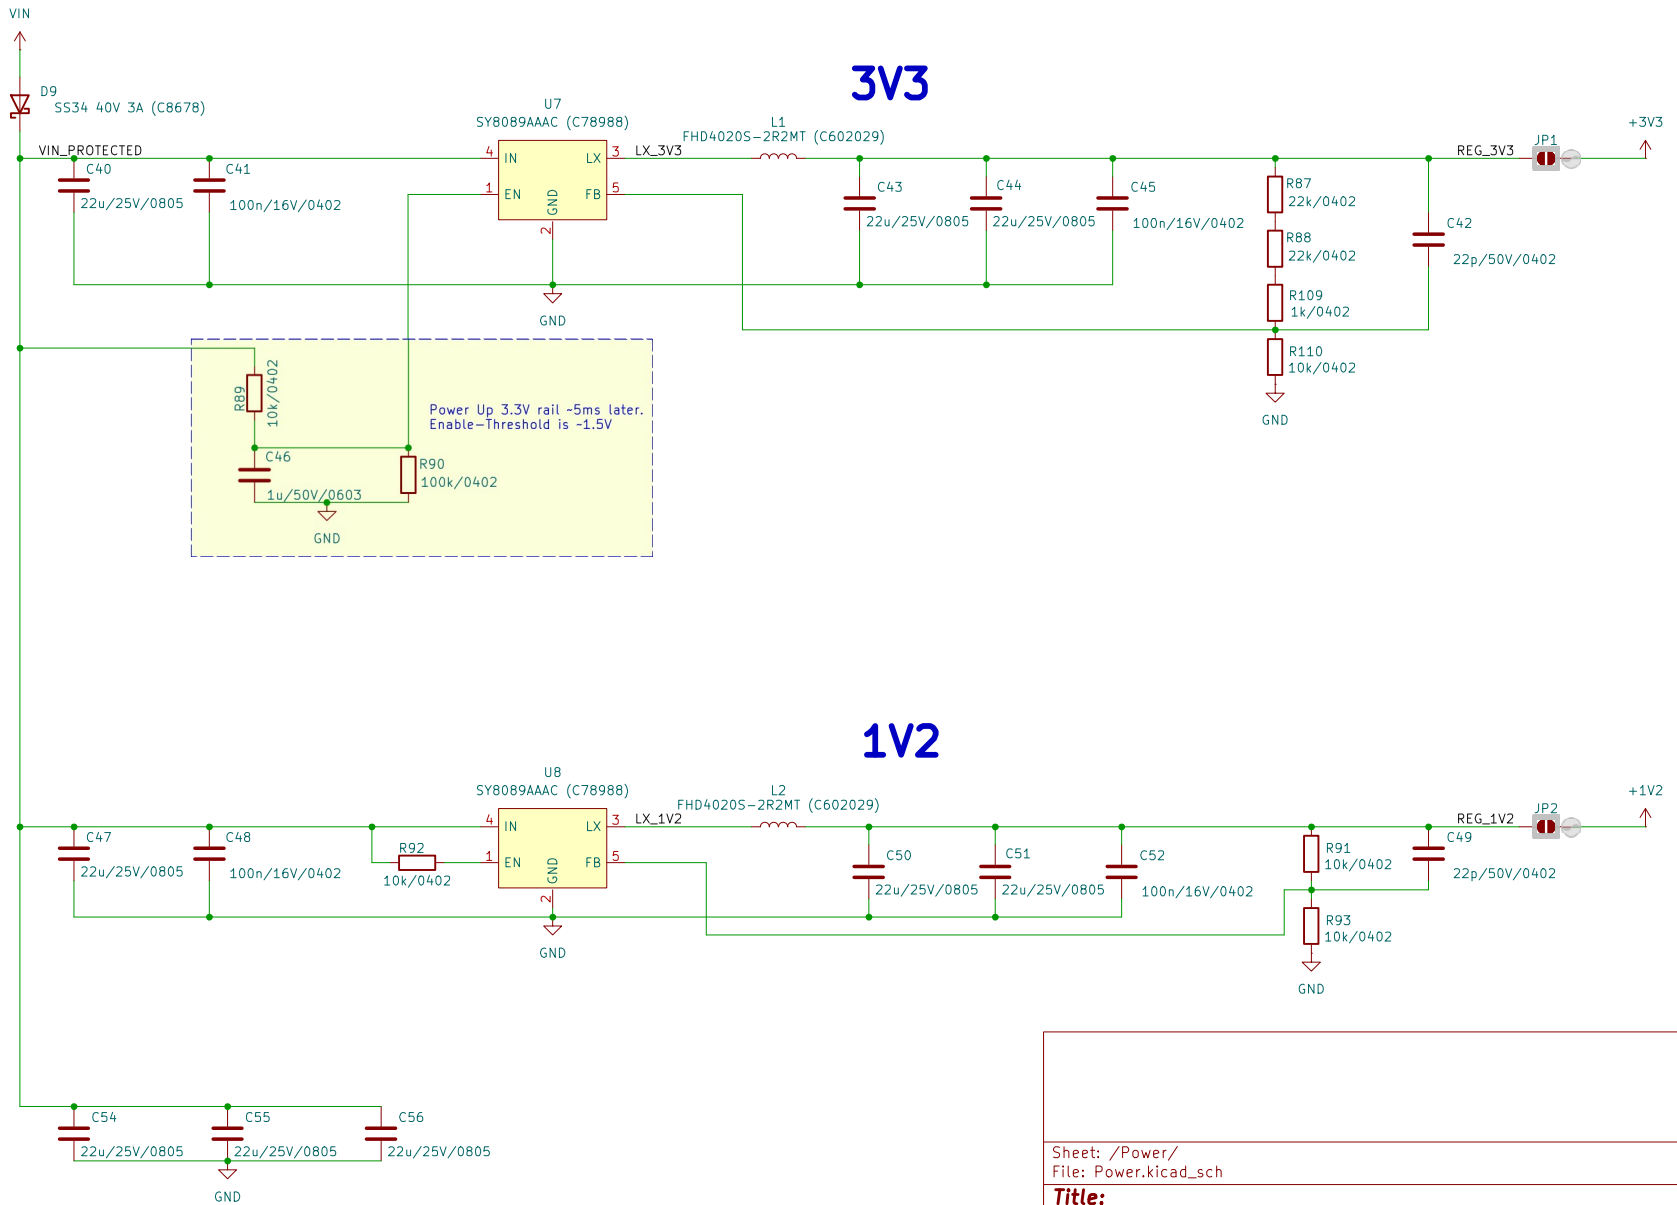 VIN
D9
SS34 40V 3A (C8678)
3V3
U7
SY8089AAAC (C78988)
L1
FHD4020S-2R2MT (C602029)
+3V3
VIN_PROTECTED
4
IN
LX
3
LX_3V3
REG_3V3
JP1
C40
22u/25V/0805
C41
100n/16V/0402
1
EN
FB
5
GND
2
GND
C43
22u/25V/0805
C44
22u/25V/0805
C45
100n/16V/0402
R87
22k/0402
R88
22k/0402
R109
1k/0402
R110
10k/0402
GND
C42
22p/50V/0402
R89
10k/0402
Power Up 3.3V rail ~5ms later.
Enable-Threshold is ~1.5V
C46
1u/50V/0603
R90
100k/0402
GND
1V2
U8
SY8089AAAC (C78988)
L2
FHD4020S-2R2MT (C602029)
+1V2
4
IN
LX
3
LX_1V2
REG_1V2
JP2
C47
22u/25V/0805
C48
100n/16V/0402
R92
10k/0402
1
EN
FB
5
GND
2
GND
C50
22u/25V/0805
C51
22u/25V/0805
C52
100n/16V/0402
R91
10k/0402
R93
10k/0402
GND
C49
22p/50V/0402
C54
22u/25V/0805
C55
22u/25V/0805
C56
22u/25V/0805
GND
Sheet: /Power/
File: Power.kicad_sch
Title: